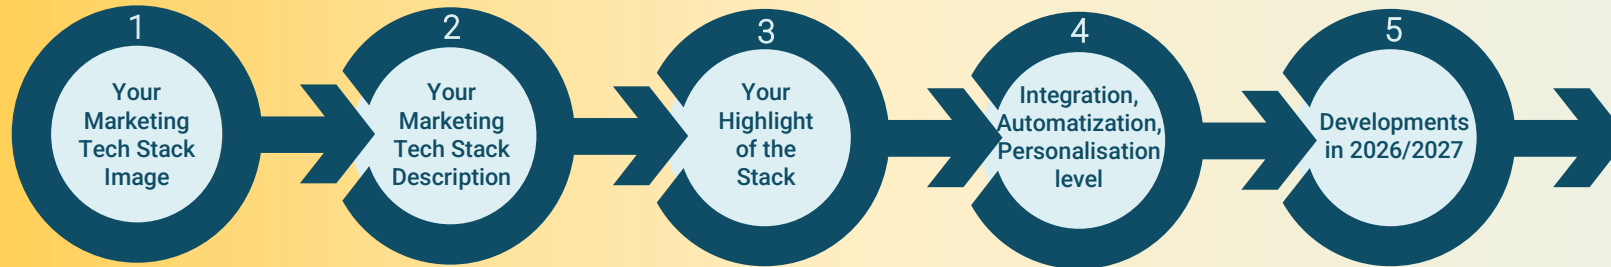 1
Your
Marketing
Tech Stack
Image
2
Your
Marketing
Tech Stack
Description
3
Your
Highlight
of the
Stack
4
Integration,
Automatization,
Personalisation
level
5
Developments
in 2026/2027